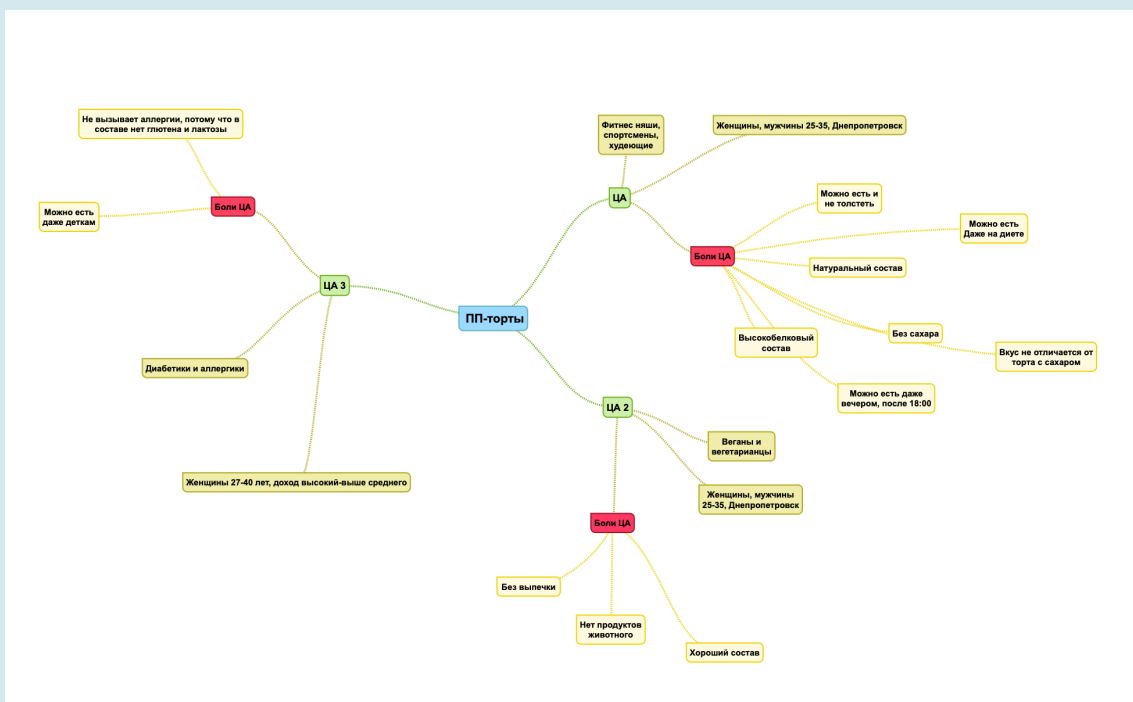 ПП-торты
ЦА
Фитнес няши,
спортсмены,
худеющие
Женщины, мужчины 25-35, Днепропетровск
Боли ЦА
Можно есть и
не толстеть
Можно есть
Даже на диете
Натуральный состав
Без сахара
Вкус не отличается от
торта с сахаром
Высокобелковый
состав
Можно есть даже
вечером, после 18:00
ЦА 2
Веганы и
вегетарианцы
Женщины, мужчины
25-35, Днепропетровск
Боли ЦА
Без выпечки
Нет продуктов
животного
Хороший состав
ЦА 3
Боли ЦА
Не вызывает аллергии, потому что в
составе нет глютена и лактозы
Можно есть
даже деткам
Диабетики и аллергики
Женщины 27-40 лет, доход высокий-выше среднего